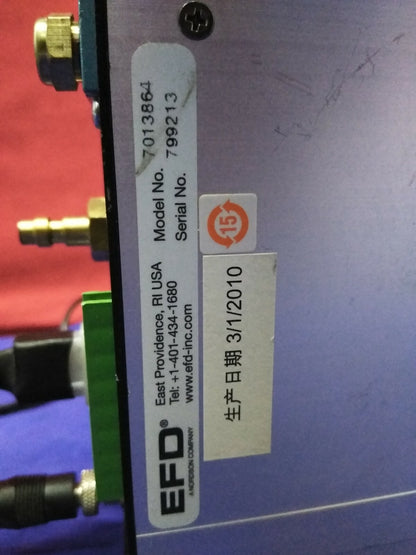 EFD®
A NORDSON COMPANY
East Providence, RI USA
Tel: +1-401-434-1680
www.efd-inc.com
Model No. 7013864
Serial No. 799213
15
生产日期 3/1/2010